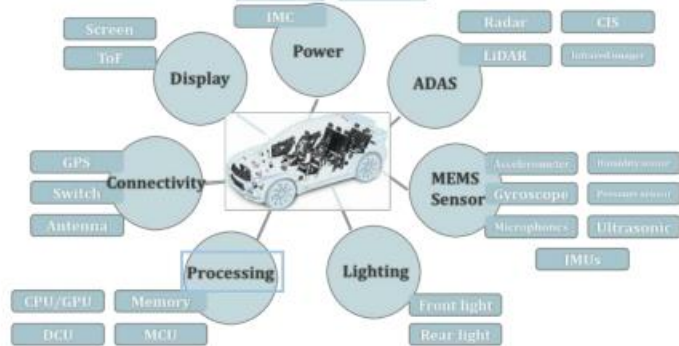 IMC
Power
Screen
ToF
Display
Radar
CIS
LiDAR
Infrared imager
ADAS
GPS
Switch
Antenna
Connectivity
Accelerometer
Humidity sensor
Gyroscope
Pressure sensor
Microphones
Ultrasonic
IMUs
MEMS
Sensor
Processing
CPU/GPU
Memory
DCU
MCU
Lighting
Front light
Rear light